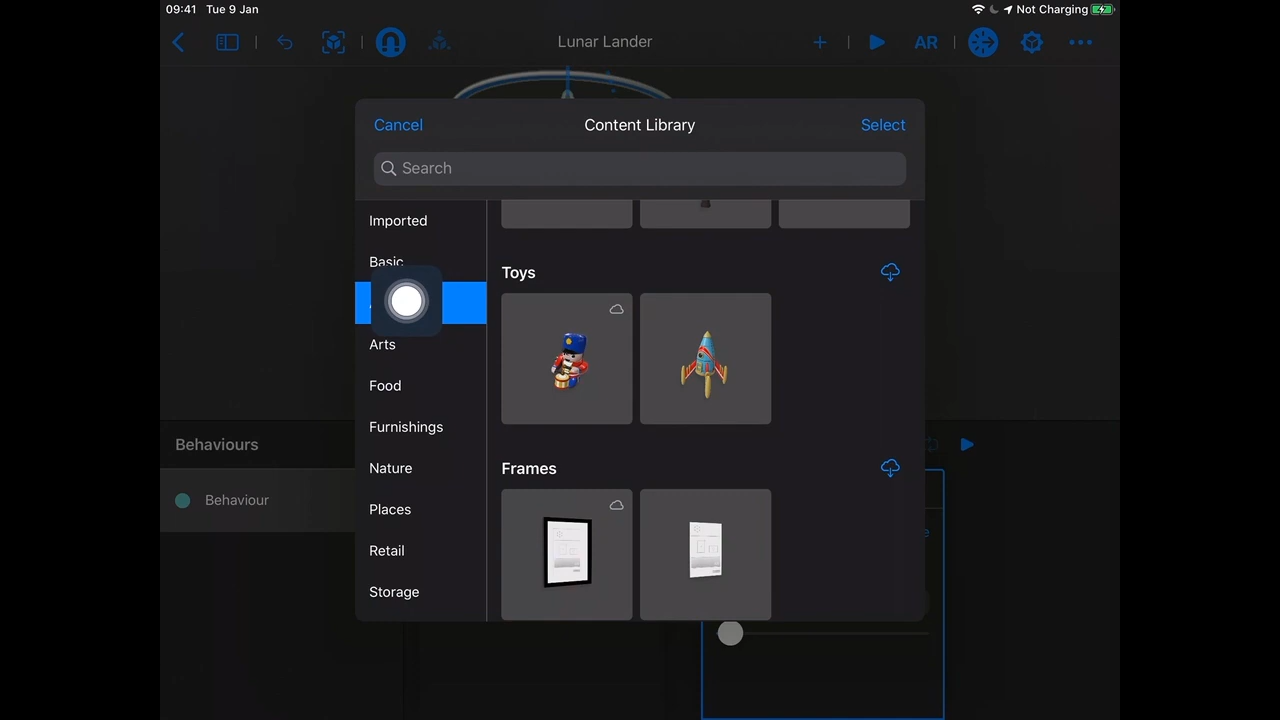 09:41 Tue 9 Jan
Not Charging
Lunar Lander
AR
Cancel
Content Library
Select
Search
Imported
Basic
Arts
Food
Furnishings
Nature
Places
Retail
Storage
Toys
Frames
Behaviours
Behaviour